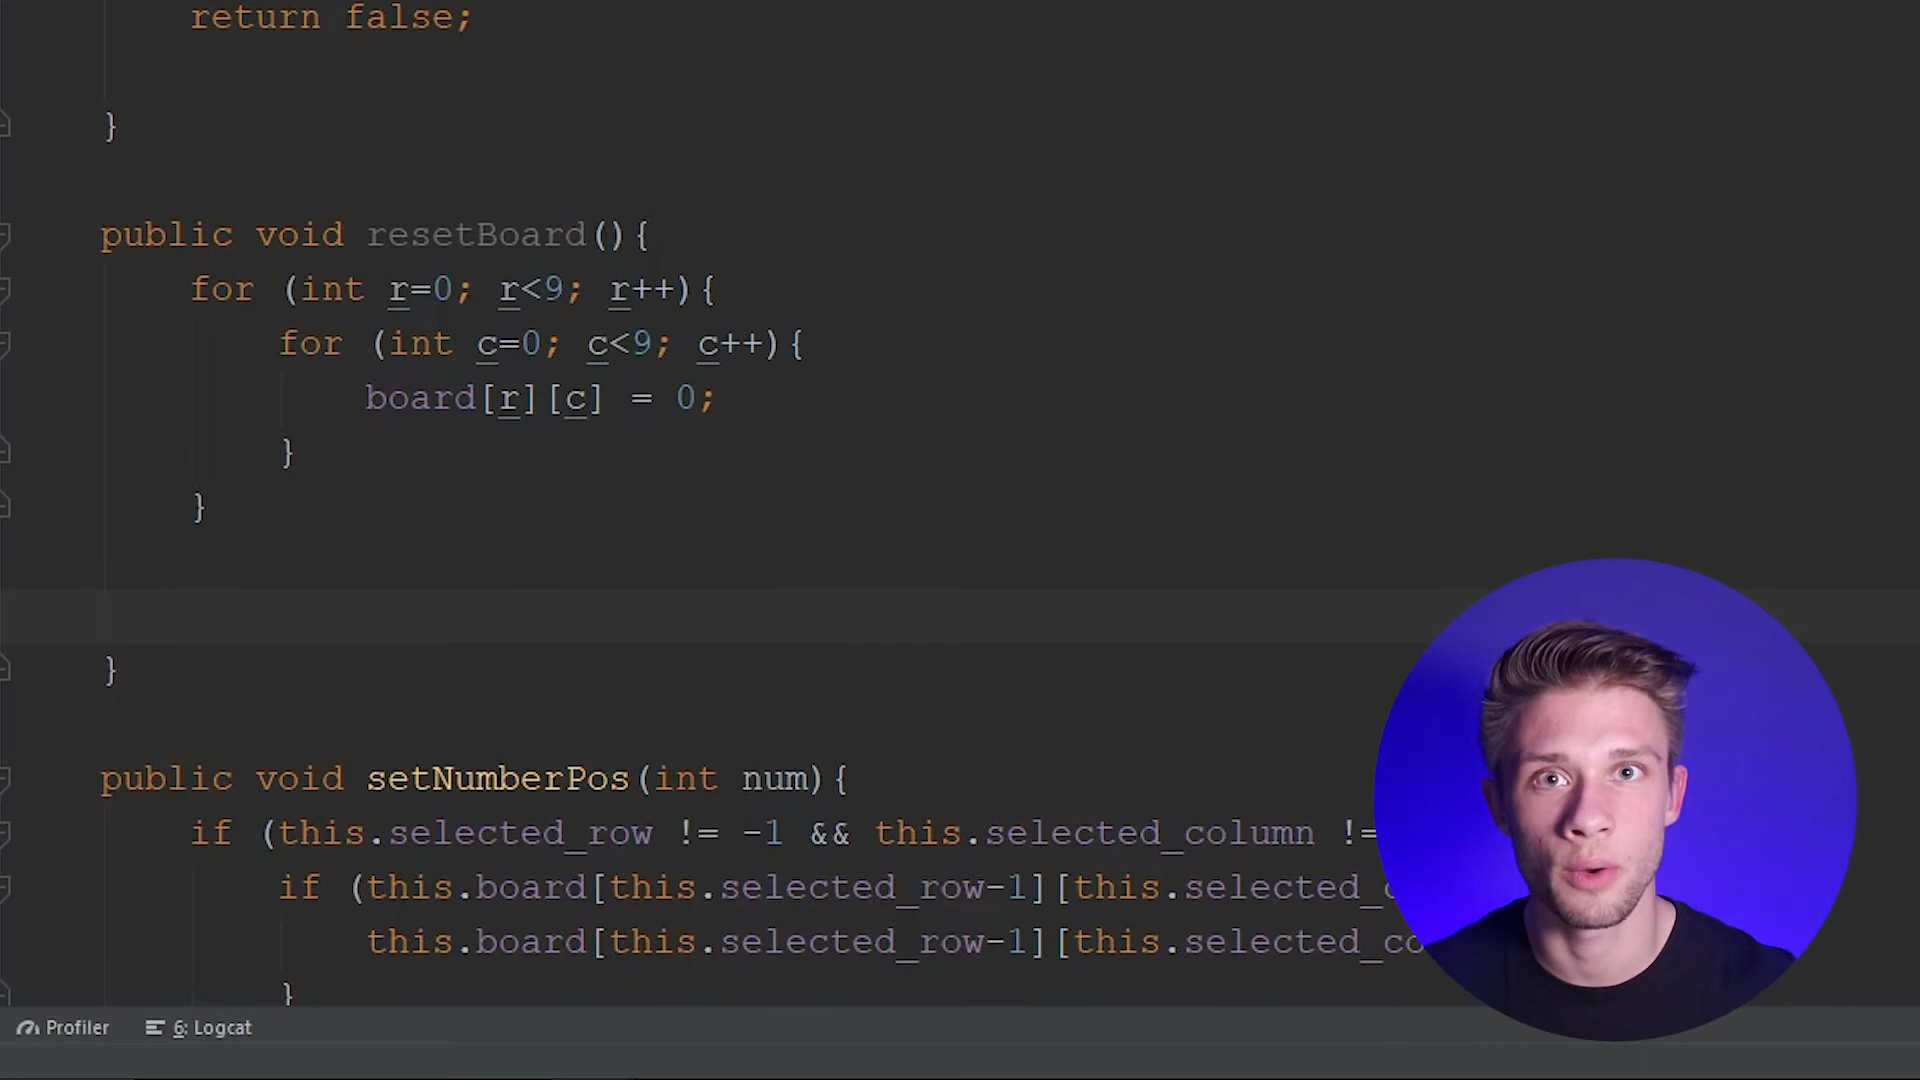 return false;
}
public void resetBoard(){
for (int r=0; r<9; r++){
for (int c=0; c<9; c++){
board[r][c] = 0;
}
}
}
public void setNumberPos(int num){
if (this.selected_row != -1 && this.selected_column !=
if (this.board[this.selected_row-1][this.selected_c
this.board[this.selected_row-1][this.selected_co
}
Profiler 6: Logcat